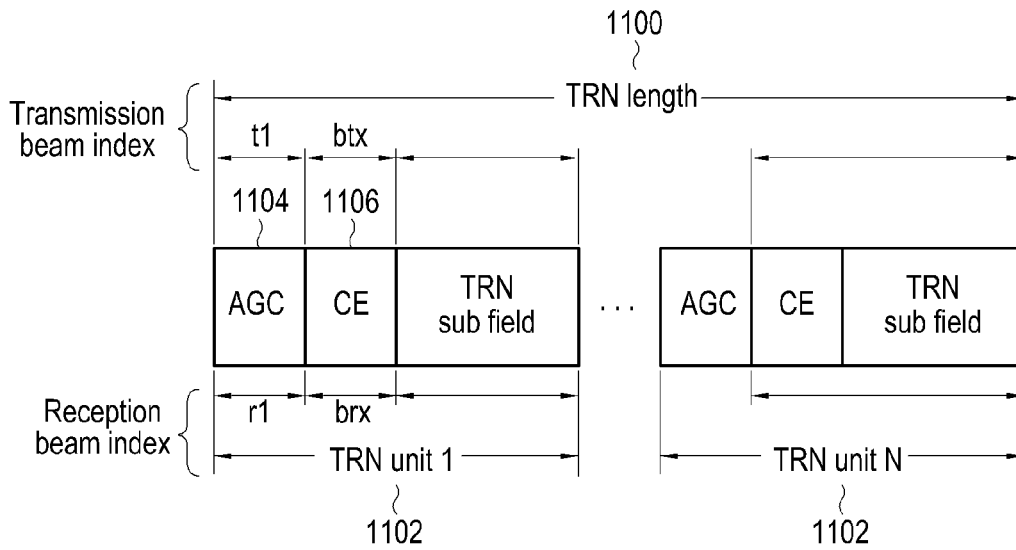 1100
TRN length
Transmission
beam index
t1 btx
1104 1106
AGC CE TRN
sub field ... AGC CE TRN
sub field
Reception
beam index
r1 brx
TRN unit 1 TRN unit N
1102 1102